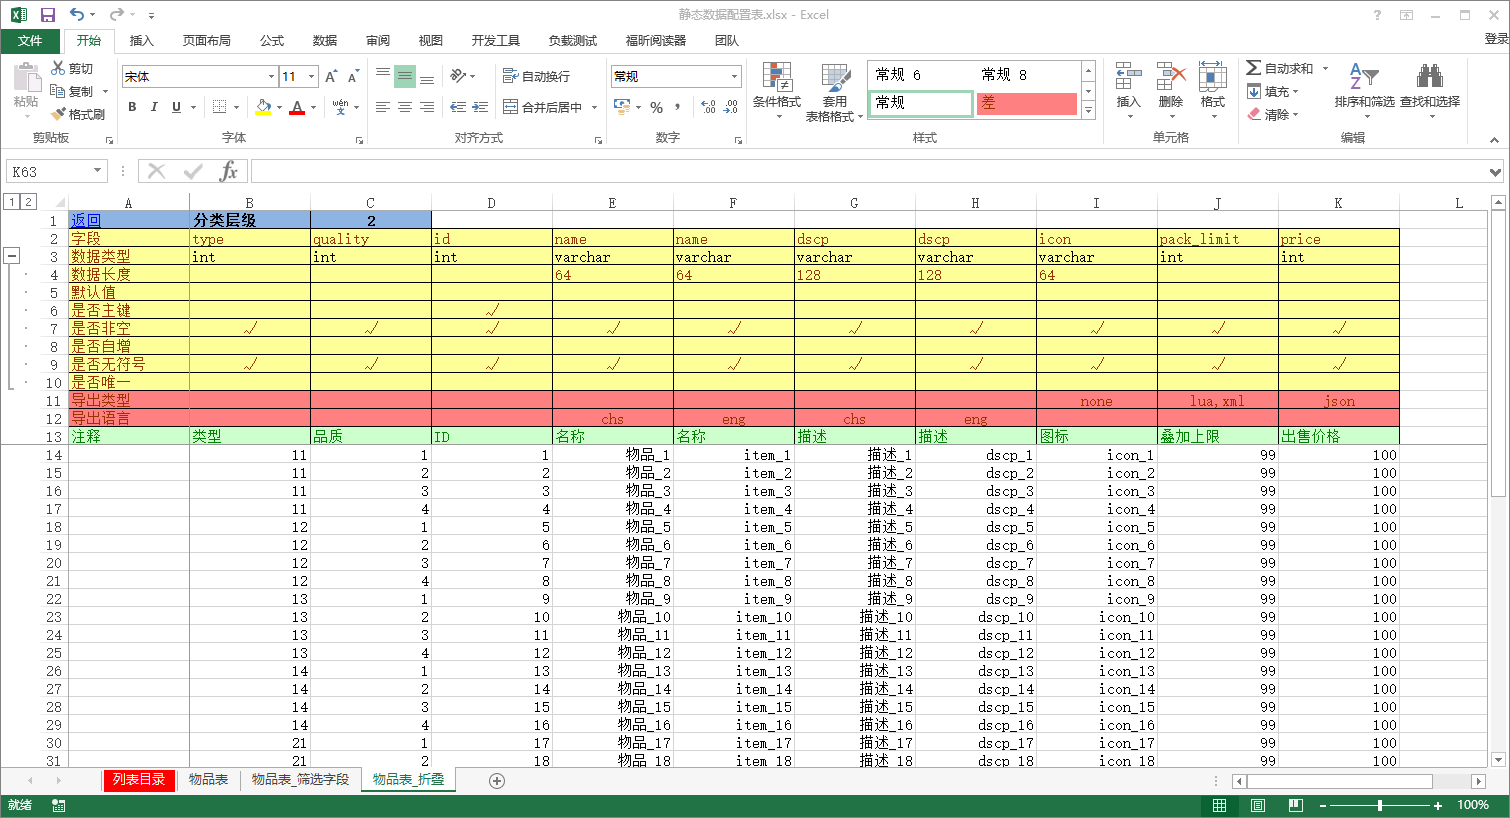 静态数据配置表.xlsx - Excel
登录
文件 开始 插入 页面布局 公式 数据 审阅 视图 开发工具 负载测试 福昕阅读器 团队
粘贴 剪切 复制 格式刷 剪贴板
宋体 11 B I U wén 文 字体
自动换行 合并后居中 对齐方式
常规 % 数字
条件格式 套用 表格格式 常规 6 常规 8 常规 差 样式
插入 删除 格式 单元格
自动求和 填充 清除 排序和筛选 查找和选择 编辑
K63 fx
1 2
A B C D E F G H I J K L
1 返回 分类层级 2
2 字段 type quality id name name dscp dscp icon pack_limit price
3 数据类型 int int int varchar varchar varchar varchar varchar int int
4 数据长度 64 64 128 128 64
5 默认值
6 是否主键 √
7 是否非空 √ √ √ √ √ √ √ √ √ √
8 是否自增
9 是否无符号 √ √ √ √ √ √ √ √ √ √
10 是否唯一
11 导出类型 none lua,xml json
12 导出语言 chs eng chs eng
13 注释 类型 品质 ID 名称 名称 描述 描述 图标 叠加上限 出售价格
14 11 1 1 物品_1 item_1 描述_1 dscp_1 icon_1 99 100
15 11 2 2 物品_2 item_2 描述_2 dscp_2 icon_2 99 100
16 11 3 3 物品_3 item_3 描述_3 dscp_3 icon_3 99 100
17 11 4 4 物品_4 item_4 描述_4 dscp_4 icon_4 99 100
18 12 1 5 物品_5 item_5 描述_5 dscp_5 icon_5 99 100
19 12 2 6 物品_6 item_6 描述_6 dscp_6 icon_6 99 100
20 12 3 7 物品_7 item_7 描述_7 dscp_7 icon_7 99 100
21 12 4 8 物品_8 item_8 描述_8 dscp_8 icon_8 99 100
22 13 1 9 物品_9 item_9 描述_9 dscp_9 icon_9 99 100
23 13 2 10 物品_10 item_10 描述_10 dscp_10 icon_10 99 100
24 13 3 11 物品_11 item_11 描述_11 dscp_11 icon_11 99 100
25 13 4 12 物品_12 item_12 描述_12 dscp_12 icon_12 99 100
26 14 1 13 物品_13 item_13 描述_13 dscp_13 icon_13 99 100
27 14 2 14 物品_14 item_14 描述_14 dscp_14 icon_14 99 100
28 14 3 15 物品_15 item_15 描述_15 dscp_15 icon_15 99 100
29 14 4 16 物品_16 item_16 描述_16 dscp_16 icon_16 99 100
30 21 1 17 物品_17 item_17 描述_17 dscp_17 icon_17 99 100
31 21 2 18 物品_18 item_18 描述_18 dscp_18 icon_18 99 100
列表目录 物品表 物品表_筛选字段 物品表_折叠
就绪 100%